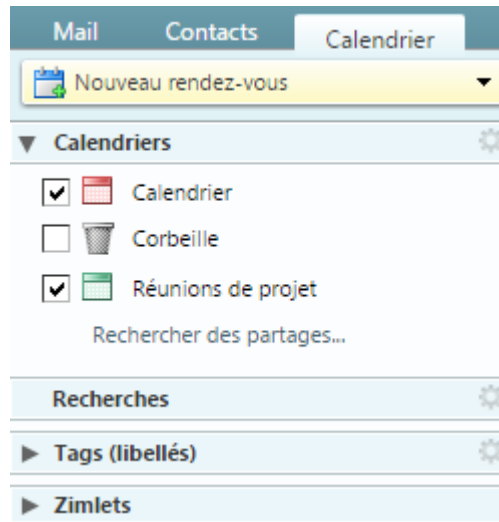 Mail Contacts Calendrier
Nouveau rendez-vous
Calendriers
Calendrier
Corbeille
Réunions de projet
Rechercher des partages...
Recherches
Tags (libellés)
Zimlets